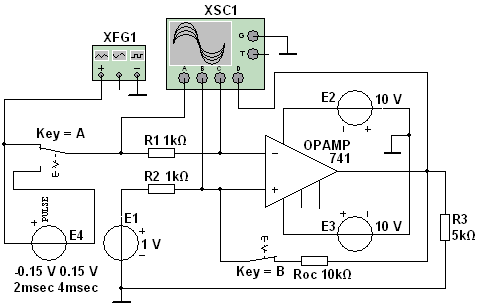 XSC1
XFG1
G
T
A B C D
E2 10 V
Key = A
R1 1kΩ
OPAMP
741
R2 1kΩ
PULSE
E4
E1
1 V
E3 10 V
R3
5kΩ
-0.15 V 0.15 V
2msec 4msec
Key = B
Roc 10kΩ